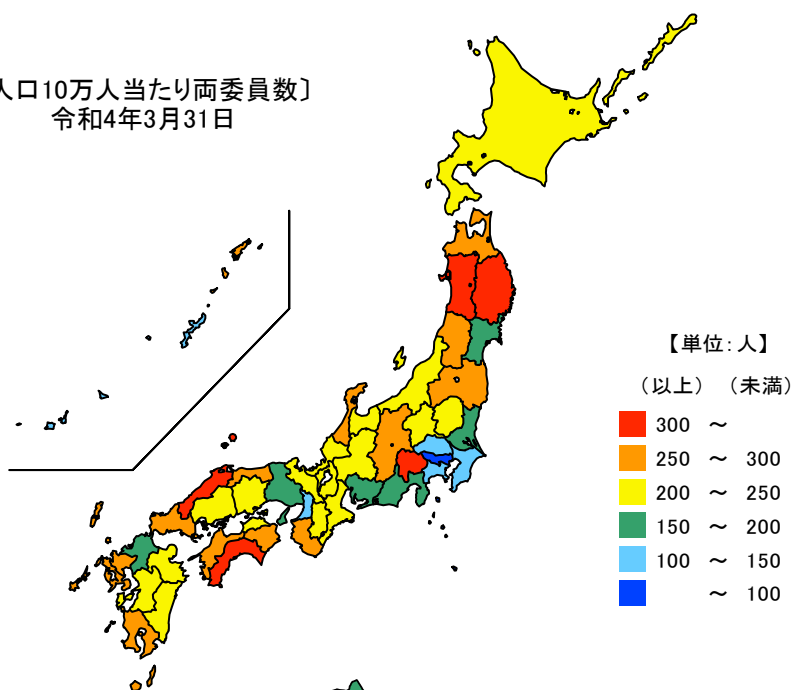 人口10万人当たり両委員数〕
令和4年3月31日
【単位：人】
（以上） （未満）
300 ～
250 ～ 300
200 ～ 250
150 ～ 200
100 ～ 150
～ 100